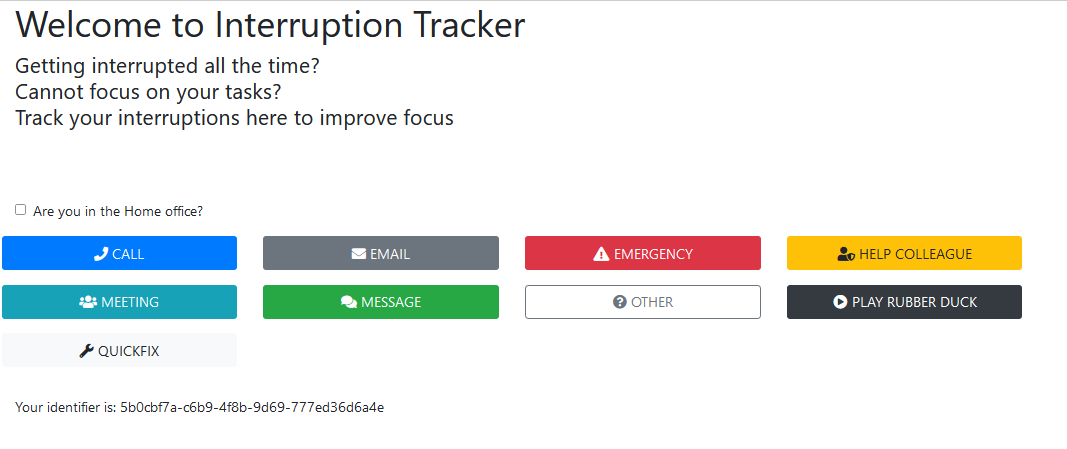 Welcome to Interruption Tracker
Getting interrupted all the time?
Cannot focus on your tasks?
Track your interruptions here to improve focus
Are you in the Home office?
CALL
EMAIL
EMERGENCY
HELP COLLEAGUE
MEETING
MESSAGE
OTHER
PLAY RUBBER DUCK
QUICKFIX
Your identifier is: 5b0cbf7a-c6b9-4f8b-9d69-777ed36d6a4e